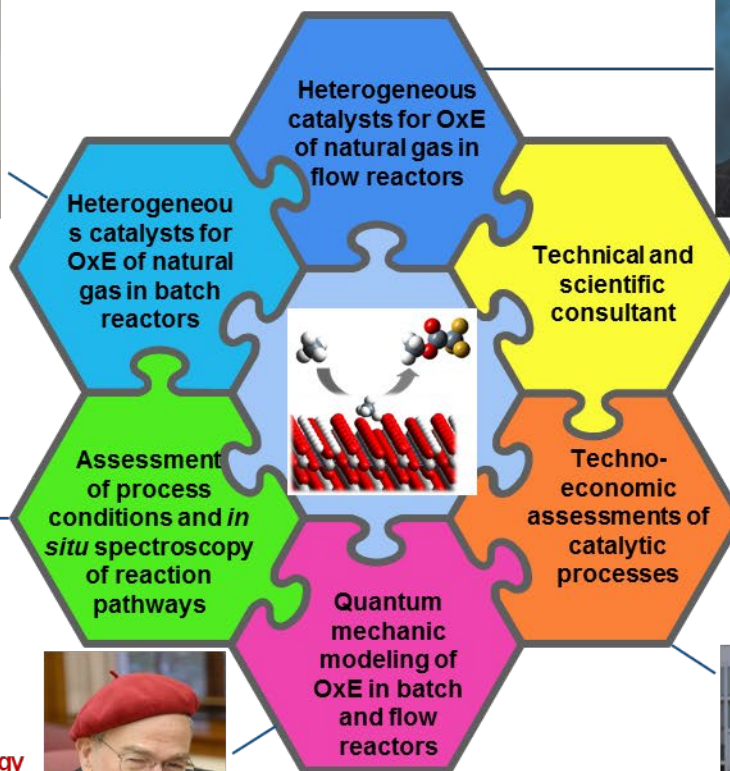 Heterogeneous
catalysts for OxE
of natural gas in
flow reactors
Heterogeneou
s catalysts for
OxE of natural
gas in batch
reactors
Technical and
scientific
consultant
Assessment
of process
conditions and in
situ spectroscopy
of reaction
pathways
Techno-
economic
assessments of
catalytic
processes
Quantum
mechanic
modeling of
OxE in batch
and flow
reactors